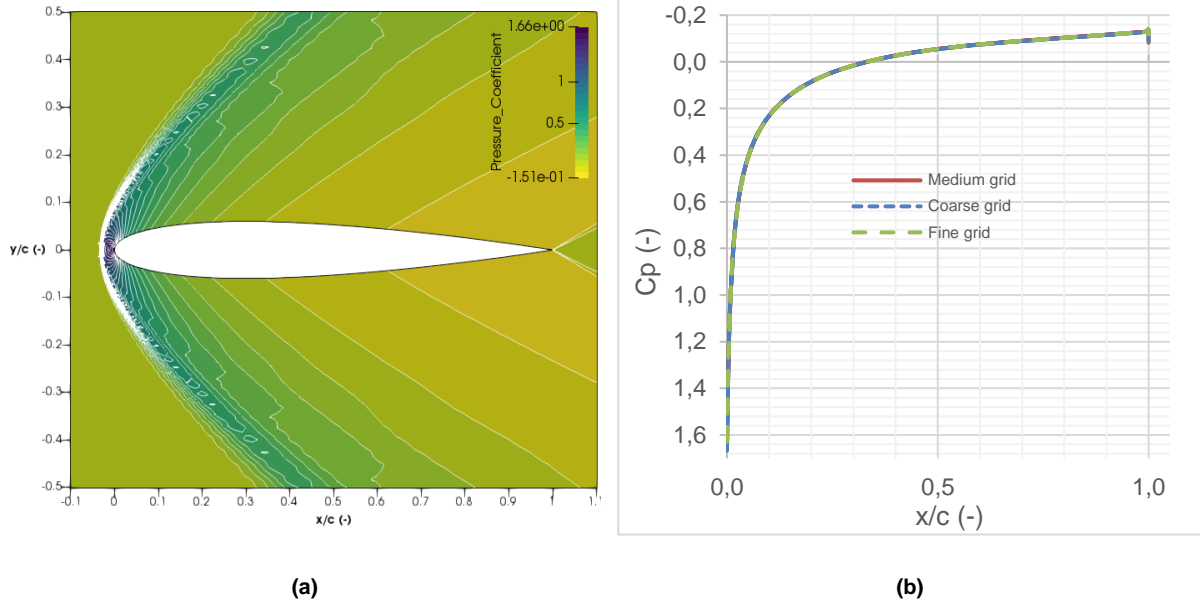 0.5
0.4
0.3
0.2
0.1
y/c (-) 0
-0.1
-0.2
-0.3
-0.4
-0.5
-0.1 0 0.1 0.2 0.3 0.4 0.5 0.6 0.7 0.8 0.9 1 1.
x/c (-)
1.66e+00
1
0.5
-1.51e-01
Pressure_Coefficient
(a)
-0,2
0,0
0,2
0,4
0,6
0,8
1,0
1,2
1,4
1,6
Cp (-)
Medium grid
Coarse grid
Fine grid
0,0 0,5 1,0
x/c (-)
(b)